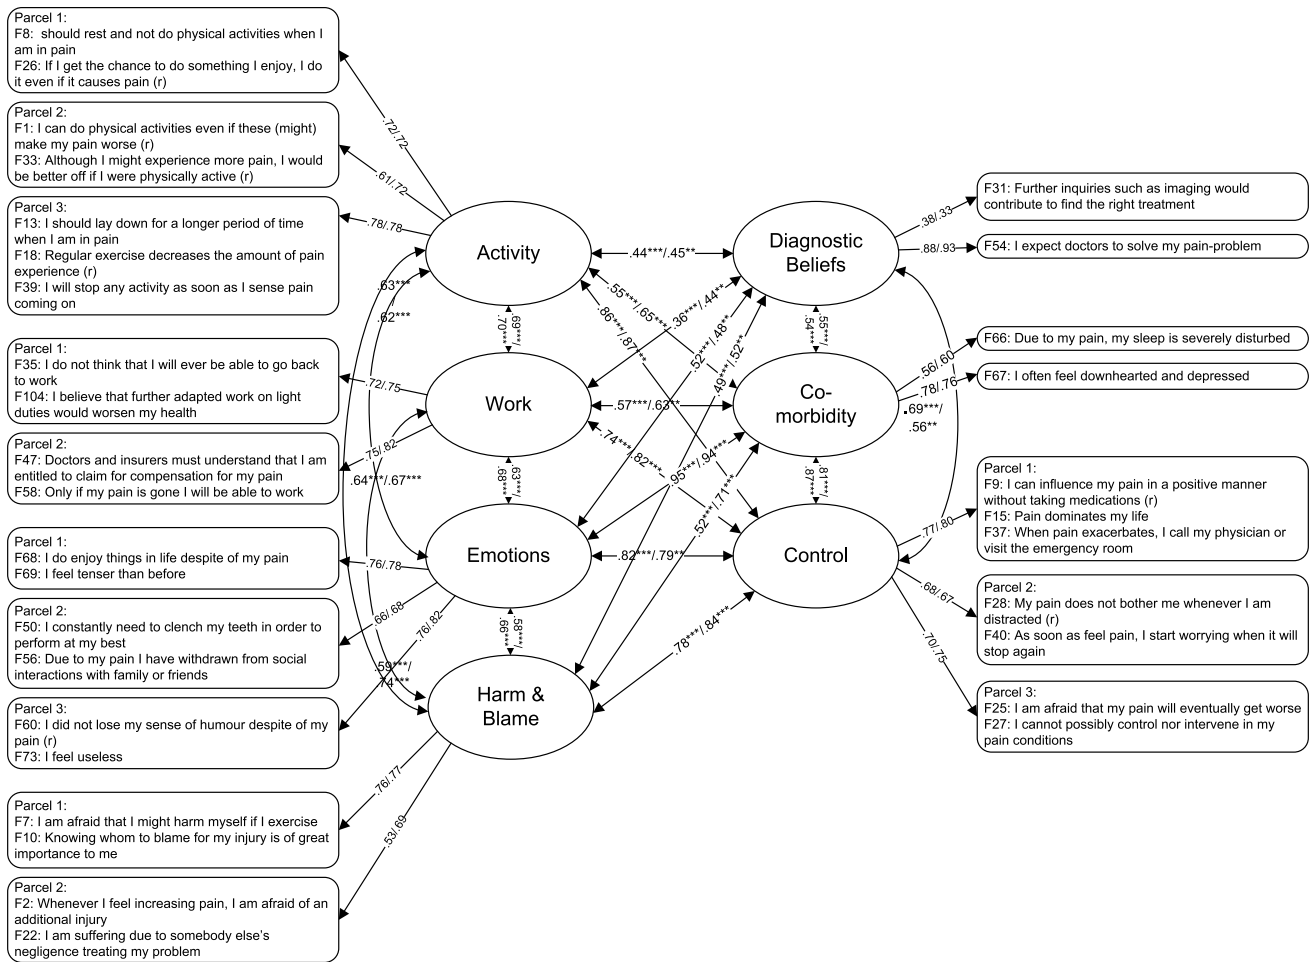 Parcel 1:
F8:  should rest and not do physical activities when I
am in pain
F26: If I get the chance to do something I enjoy, I do
it even if it causes pain (r)
Parcel 2:
F1: I can do physical activities even if these (might)
make my pain worse (r)
F33: Although I might experience more pain, I would
be better off if I were physically active (r)
Parcel 3:
F13: I should lay down for a longer period of time
when I am in pain
F18: Regular exercise decreases the amount of pain
experience (r)
F39: I will stop any activity as soon as I sense pain
coming on
Parcel 1:
F35: I do not think that I will ever be able to go back
to work
F104: I believe that further adapted work on light
duties would worsen my health
Parcel 2:
F47: Doctors and insurers must understand that I am
entitled to claim for compensation for my pain
F58: Only if my pain is gone I will be able to work
Parcel 1:
F68: I do enjoy things in life despite of my pain
F69: I feel tenser than before
Parcel 2:
F50: I constantly need to clench my teeth in order to
perform at my best
F56: Due to my pain I have withdrawn from social
interactions with family or friends
Parcel 3:
F60: I did not lose my sense of humour despite of my
pain (r)
F73: I feel useless
Parcel 1:
F7: I am afraid that I might harm myself if I exercise
F10: Knowing whom to blame for my injury is of great
importance to me
Parcel 2:
F2: Whenever I feel increasing pain, I am afraid of an
additional injury
F22: I am suffering due to somebody else's
negligence treating my problem
.72/.72
.61/.72
.78/.78
.72/.75
.75/.82
.76/.78
.66/.68
.76/.82
.76/.77
.53/.69
.63***
/
.62***
.64***/.67***
.59***/
.74***
Activity
.69***/
.70***
Work
.63***/
.68***
Emotions
.58***/
.66***
Harm &
Blame
.44***/.45**
.55***/.65***
.86***/.87***
.36***/.44**
.52***/.48**
.49***/.52**
.57***/.63**
.74***/.82***
.95***/.94***
.52***/.71***
.82***/.79**
.78***/.84***
Diagnostic
Beliefs
.55***/
.54***
Co-
morbidity
.81***/
.87***
Control
.69***/
.56**
.38/.33
.88/.93
.56/.60
.78/.76
.77/.80
.68/.67
.70/.75
F31: Further inquiries such as imaging would
contribute to find the right treatment
F54: I expect doctors to solve my pain-problem
F66: Due to my pain, my sleep is severely disturbed
F67: I often feel downhearted and depressed
Parcel 1:
F9: I can influence my pain in a positive manner
without taking medications (r)
F15: Pain dominates my life
F37: When pain exacerbates, I call my physician or
visit the emergency room
Parcel 2:
F28: My pain does not bother me whenever I am
distracted (r)
F40: As soon as feel pain, I start worrying when it will
stop again
Parcel 3:
F25: I am afraid that my pain will eventually get worse
F27: I cannot possibly control nor intervene in my
pain conditions